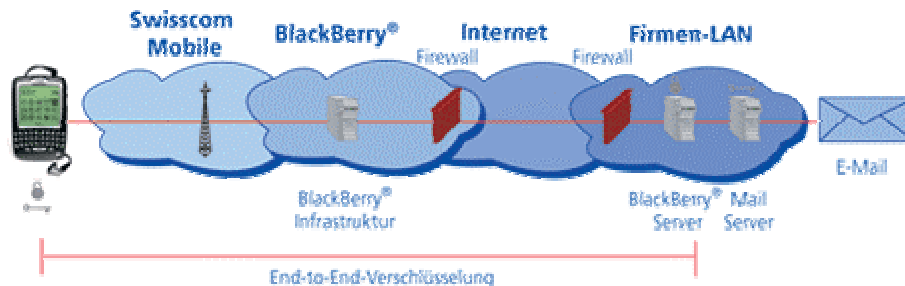 Swisscom
Mobile
BlackBerry®
Internet
Firmen-LAN
Firewall
Firewall
E-Mail
BlackBerry®
Infrastruktur
BlackBerry®
Server
Mail
Server
End-to-End-Verschlüsselung